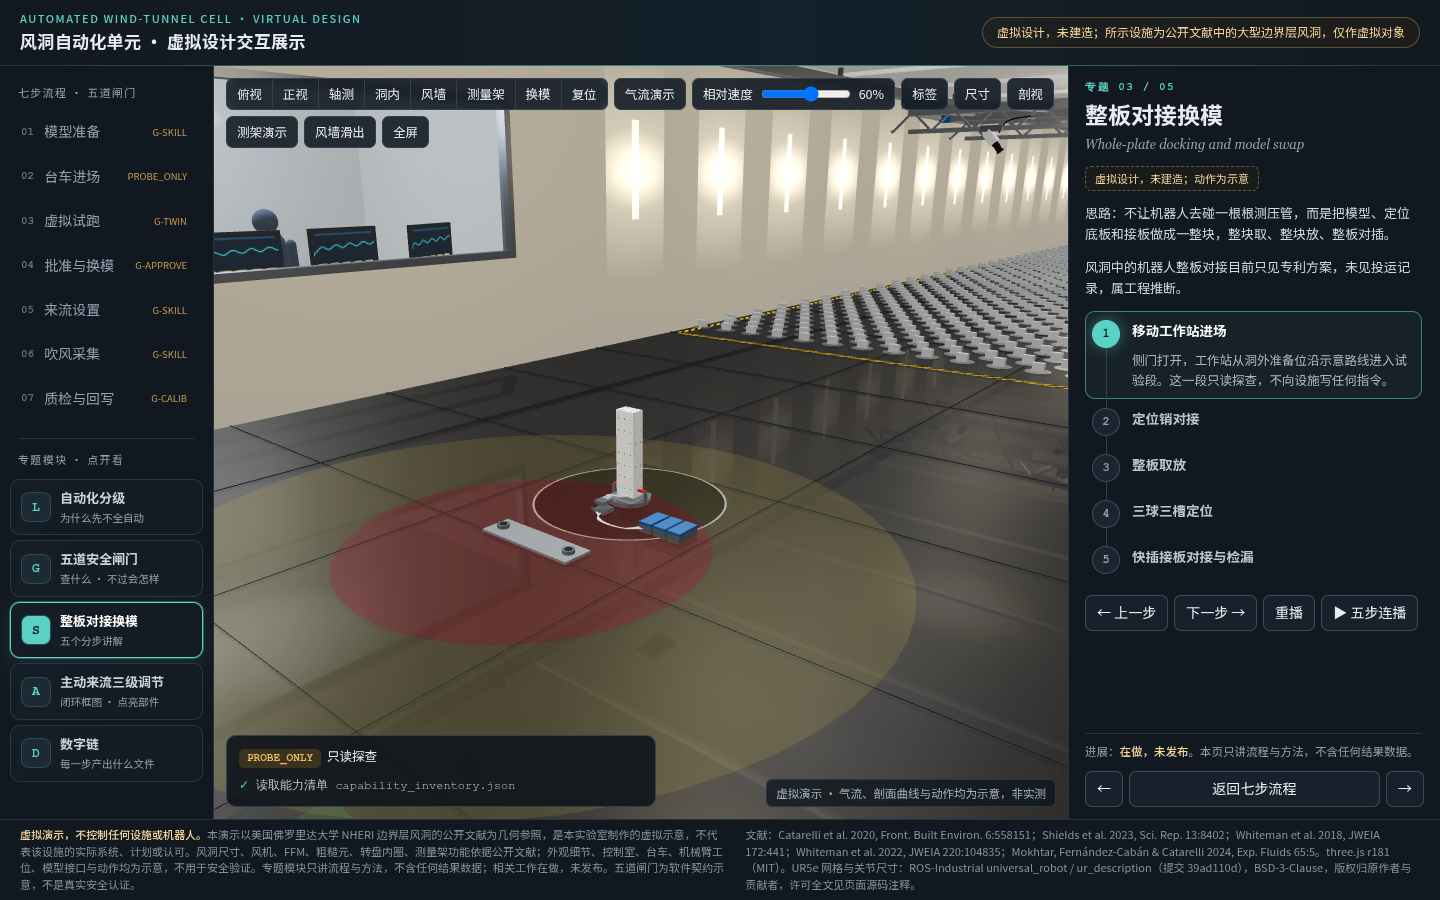 AUTOMATED WIND-TUNNEL CELL · VIRTUAL DESIGN
风洞自动化单元 · 虚拟设计交互展示
虚拟设计，未建造；所示设施为公开文献中的大型边界层风洞，仅作虚拟对象
七步流程 · 五道闸门
01 模型准备 G-SKILL
02 台车进场 PROBE_ONLY
03 虚拟试跑 G-TWIN
04 批准与换模 G-APPROVE
05 来流设置 G-SKILL
06 吹风采集 G-SKILL
07 质检与回写 G-CALIB
专题模块 · 点开看
L 自动化分级
为什么先不全自动
G 五道安全闸门
查什么 · 不过会怎样
S 整板对接换模
五个分步讲解
A 主动来流三级调节
闭环框图 · 点亮部件
D 数字链
每一步产出什么文件
俯视 正视 轴测 洞内 风墙 测量架 换模 复位 气流演示 相对速度 60% 标签 尺寸 剖视
测架演示 风墙滑出 全屏
PROBE_ONLY 只读探查
✓ 读取能力清单 capability_inventory.json
虚拟演示 · 气流、剖面曲线与动作均为示意，非实测
专题 03 / 05
整板对接换模
Whole-plate docking and model swap
虚拟设计，未建造；动作为示意
思路：不让机器人去碰一根根测压管，而是把模型、定位
底板和接板做成一整块，整块取、整块放、整板对插。
风洞中的机器人整板对接目前只见专利方案，未见投运记
录，属工程推断。
1 移动工作站进场
侧门打开，工作站从洞外准备位沿示意路线进入试
验段。这一段只读探查，不向设施写任何指令。
2 定位销对接
3 整板取放
4 三球三槽定位
5 快插接板对接与检漏
← 上一步 下一步 → 重播 ▶ 五步连播
进展：在做，未发布。本页只讲流程与方法，不含任何结果数据。
← 返回七步流程 →
虚拟演示，不控制任何设施或机器人。本演示以美国佛罗里达大学 NHERI 边界层风洞的公开文献为几何参照，是本实验室制作的虚拟示意，不代
表该设施的实际系统、计划或认可。风洞尺寸、风机、FFM、粗糙元、转盘内圈、测量架功能依据公开文献；外观细节、控制室、台车、机械臂工
位、模型接口与动作均为示意，不用于安全验证。专题模块只讲流程与方法，不含任何结果数据；相关工作在做，未发布。五道闸门为软件契约示
意，不是真实安全认证。
文献：Catarelli et al. 2020, Front. Built Environ. 6:558151；Shields et al. 2023, Sci. Rep. 13:8402；Whiteman et al. 2018, JWEIA
172:441；Whiteman et al. 2022, JWEIA 220:104835；Mokhtar, Fernández-Cabán & Catarelli 2024, Exp. Fluids 65:5。three.js r181
（MIT）。UR5e 网格与关节尺寸：ROS-Industrial universal_robot / ur_description（提交 39ad110d），BSD-3-Clause，版权归原作者与
贡献者，许可全文见页面源码注释。